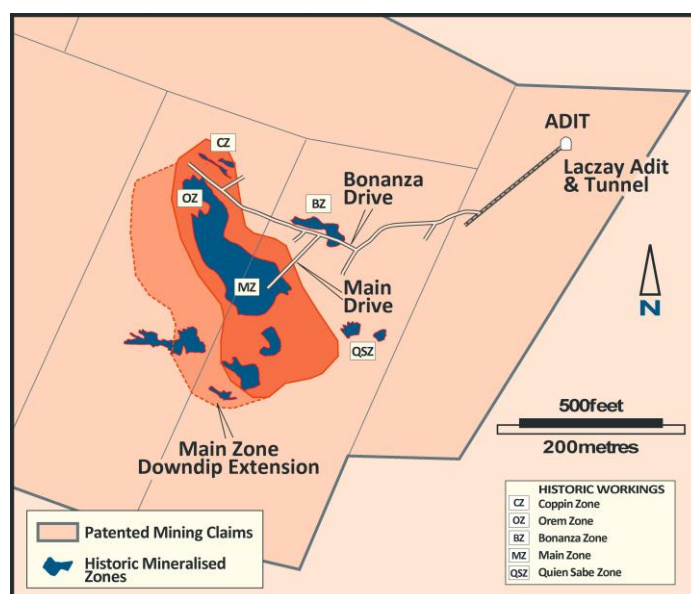 ADIT
Laczay Adit
& Tunnel
CZ
OZ
BZ
Bonanza
Drive
MZ
Main
Drive
QSZ
N
Main Zone
Downdip Extension
500feet
200metres
Patented Mining Claims
Historic Mineralised
Zones
HISTORIC WORKINGS
CZ Coppin Zone
OZ Orem Zone
BZ Bonanza Zone
MZ Main Zone
QSZ Quien Sabe Zone